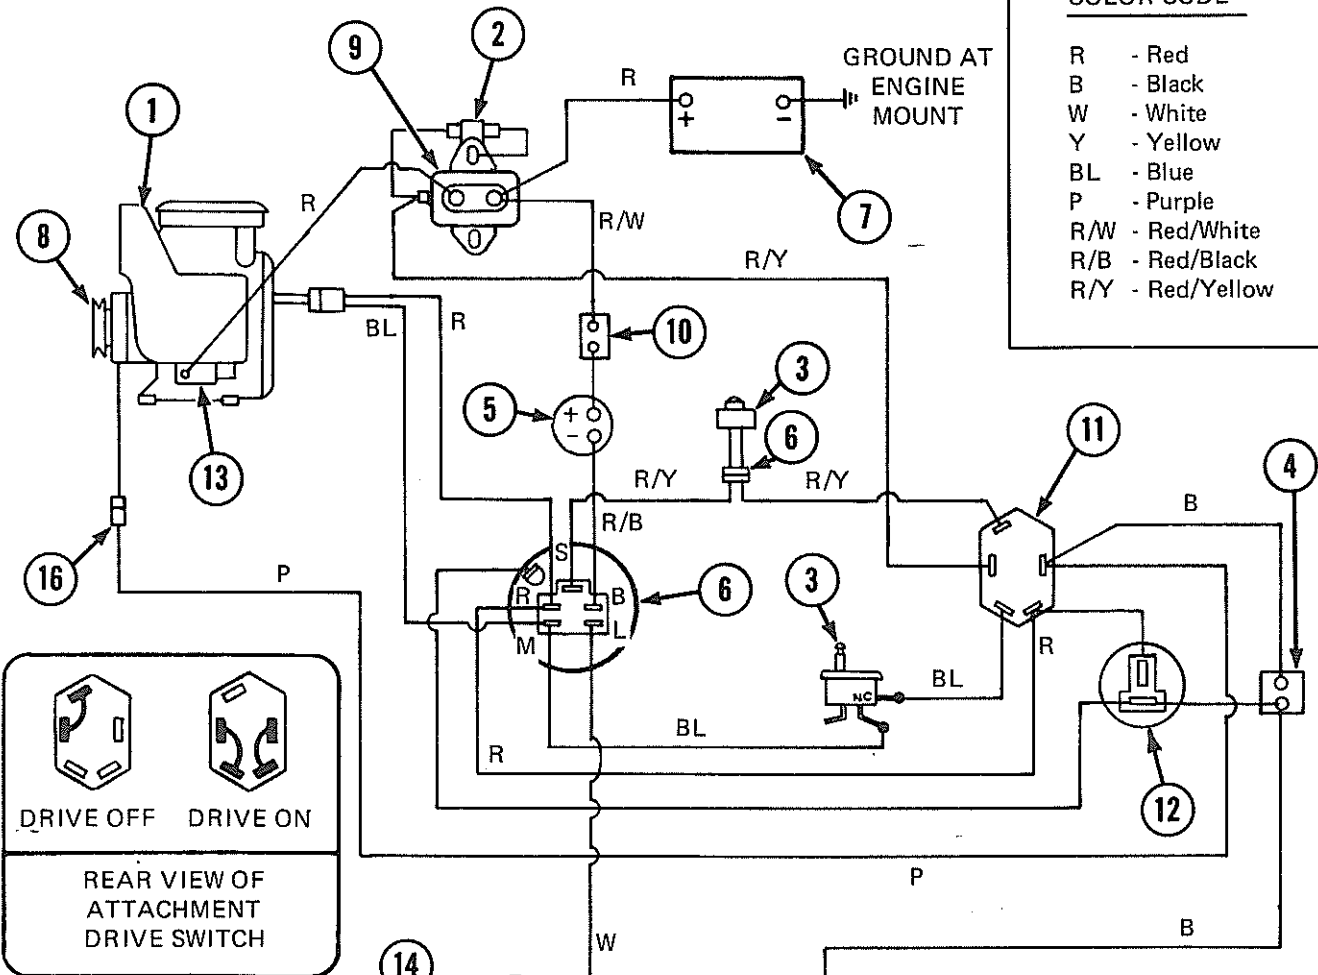 COLOR CODE
R - Red
B - Black
W - White
Y - Yellow
BL - Blue
P - Purple
R/W - Red/White
R/B - Red/Black
R/Y - Red/Yellow
GROUND AT
ENGINE
MOUNT
9
2
1
8
R
+
−
7
R
R/W
R/Y
BL
R
10
3
5
+
−
6
11
4
13
R/Y
R/Y
R/B
B
16
P
S
R
B
M
L
6
3
NC
BL
R
BL
R
12
DRIVE OFF
DRIVE ON
REAR VIEW OF
ATTACHMENT
DRIVE SWITCH
P
W
B
14